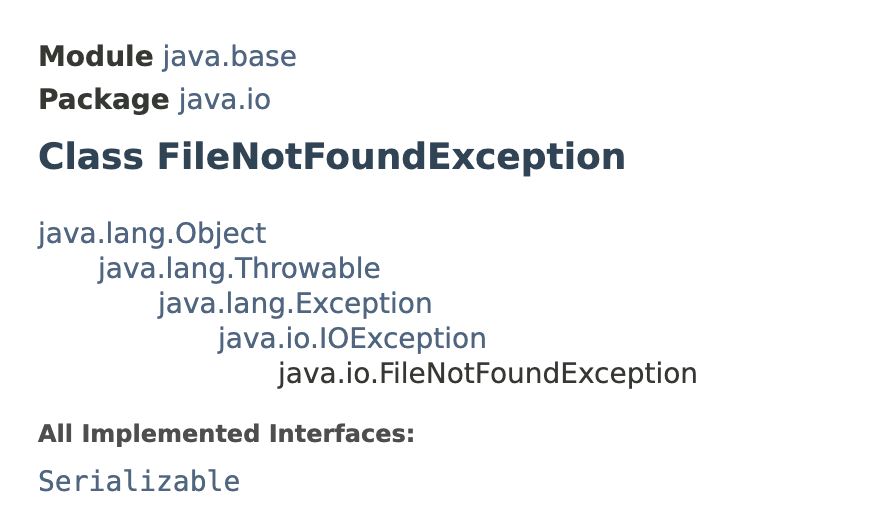 Module java.base
Package java.io
Class FileNotFoundException
java.lang.Object
java.lang.Throwable
java.lang.Exception
java.io.IOException
java.io.FileNotFoundException
All Implemented Interfaces:
Serializable